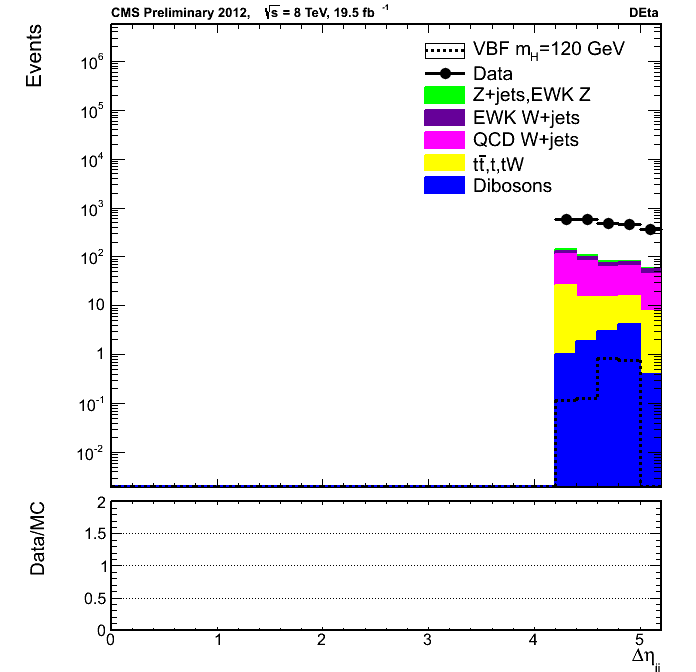 CMS Preliminary 2012, √s = 8 TeV, 19.5 fb⁻¹ DEta
Events
VBF m_H=120 GeV
Data
Z+jets,EWK Z
EWK W+jets
QCD W+jets
tt̄,t,tW
Dibosons
10⁶
10⁵
10⁴
10³
10²
10
1
10⁻¹
10⁻²
Data/MC
2
1.5
1
0.5
0
0 1 2 3 4 5
Δη_jj